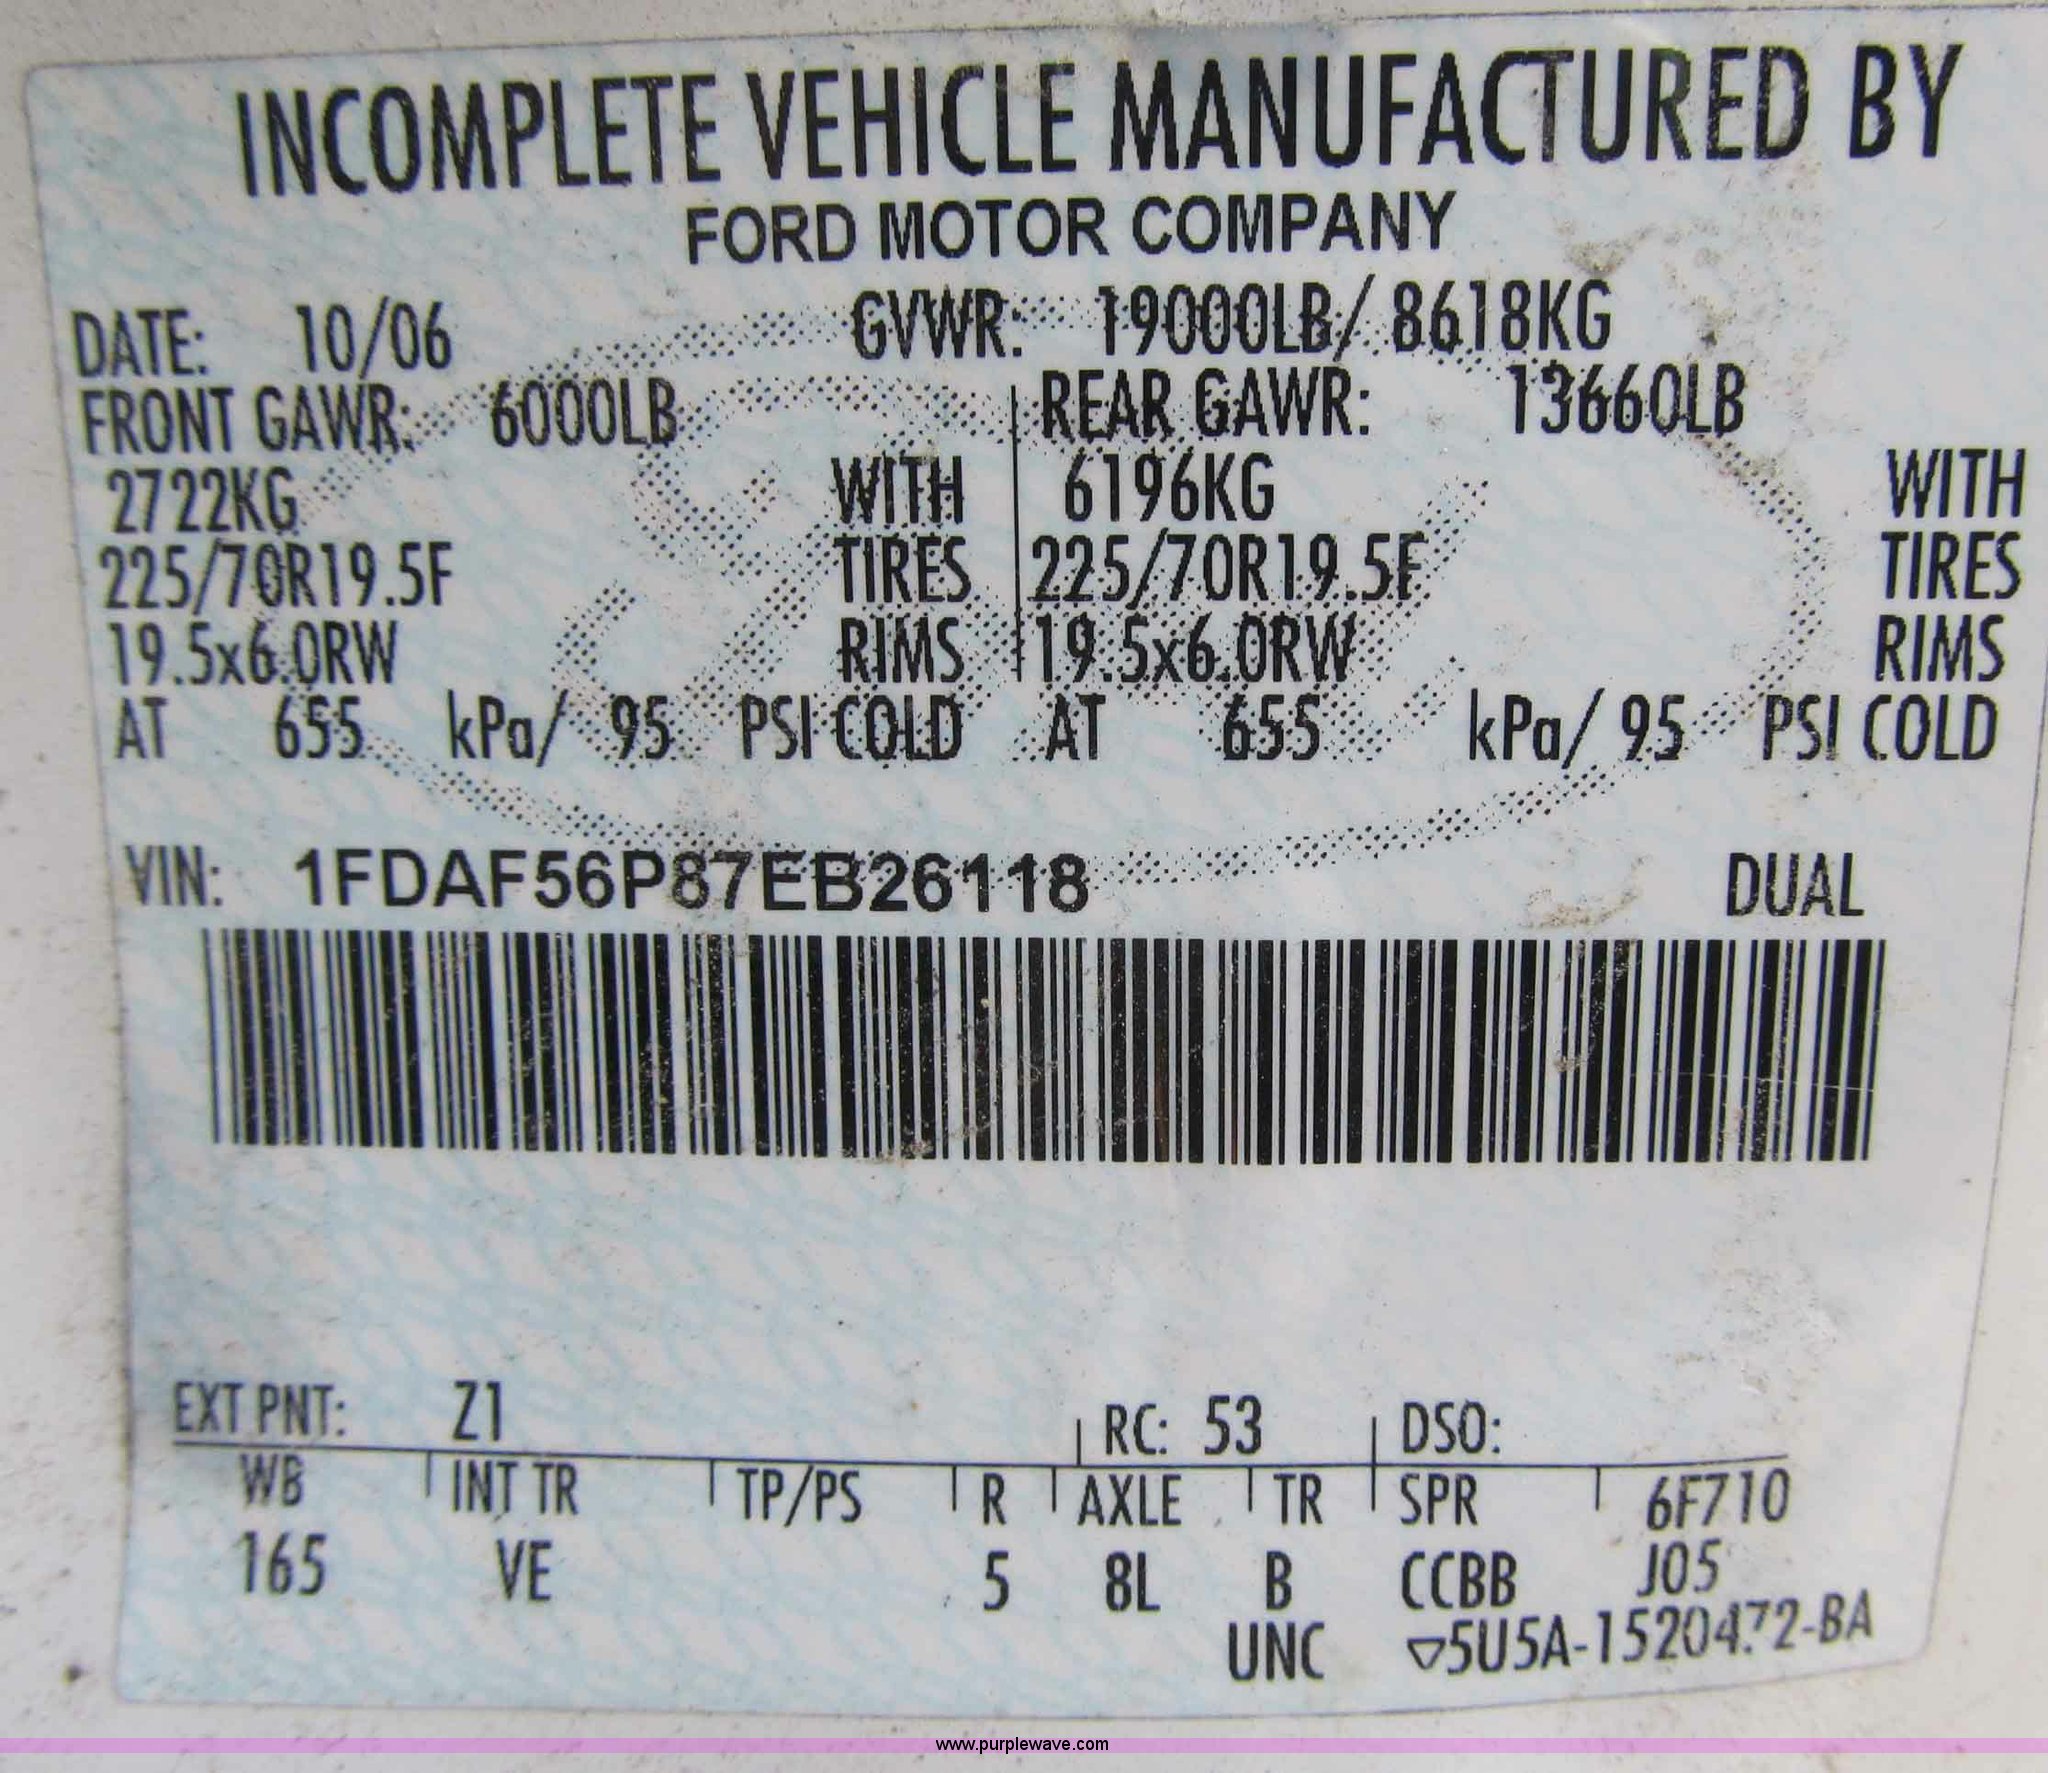 INCOMPLETE VEHICLE MANUFACTURED BY
FORD MOTOR COMPANY
DATE: 10/06 GVWR: 19000LB/ 8618KG
FRONT GAWR: 6000LB REAR GAWR: 13660LB
2722KG WITH 6196KG WITH
225/70R19.5F TIRES 225/70R19.5F TIRES
19.5x6.0RW RIMS 19.5x6.0RW RIMS
AT 655 kPa/ 95 PSI COLD AT 655 kPa/ 95 PSI COLD
VIN: 1FDAF56P87EB26118 DUAL
EXT PNT: Z1 RC: 53 DSO:
WB INT TR TP/PS R AXLE TR SPR 6F710
165 VE 5 8L B CCBB J05
UNC ▽5U5A-1520472-BA
www.purplewave.com